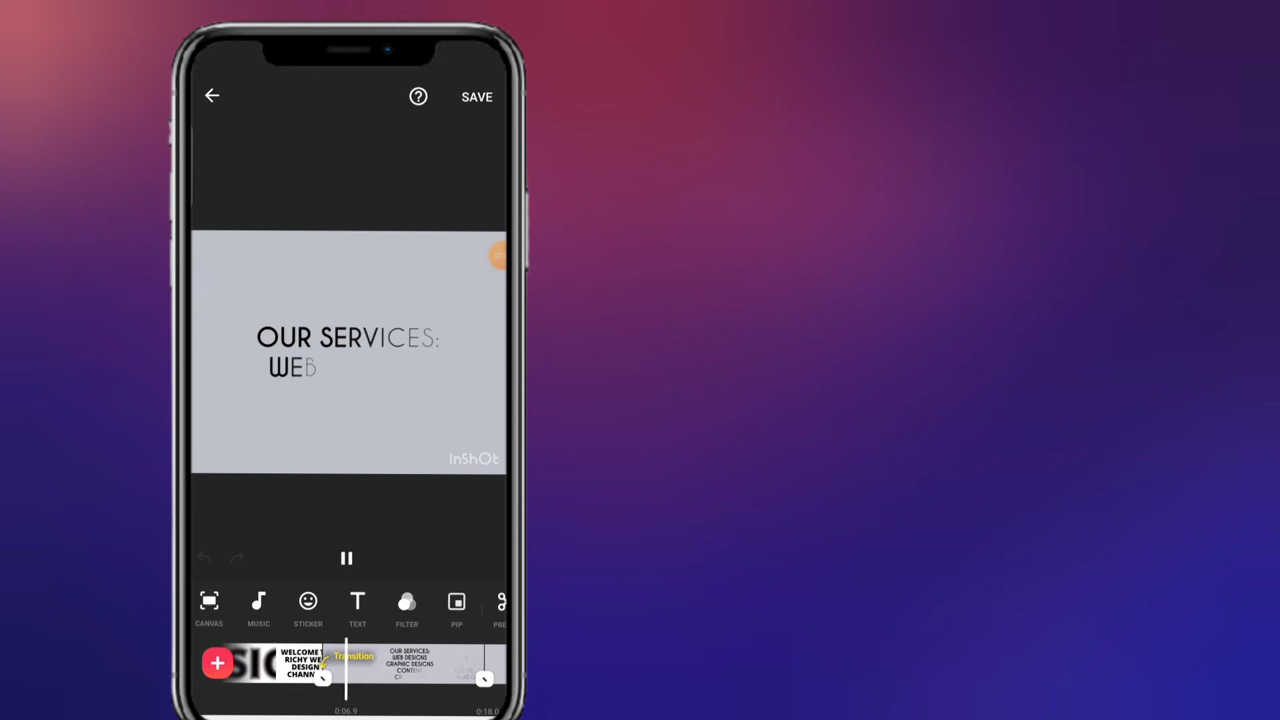 SAVE
OUR SERVICES:
WEB
InShOt
CANVAS
MUSIC
STICKER
TEXT
FILTER
PIP
PRE
WELCOME
RICHY WE
DESIGN
CHANN
Transition
OUR SERVICES:
WEB DESIGNS
GRAPHIC DESIGNS
CONTENT
0:06.9
0:18.0